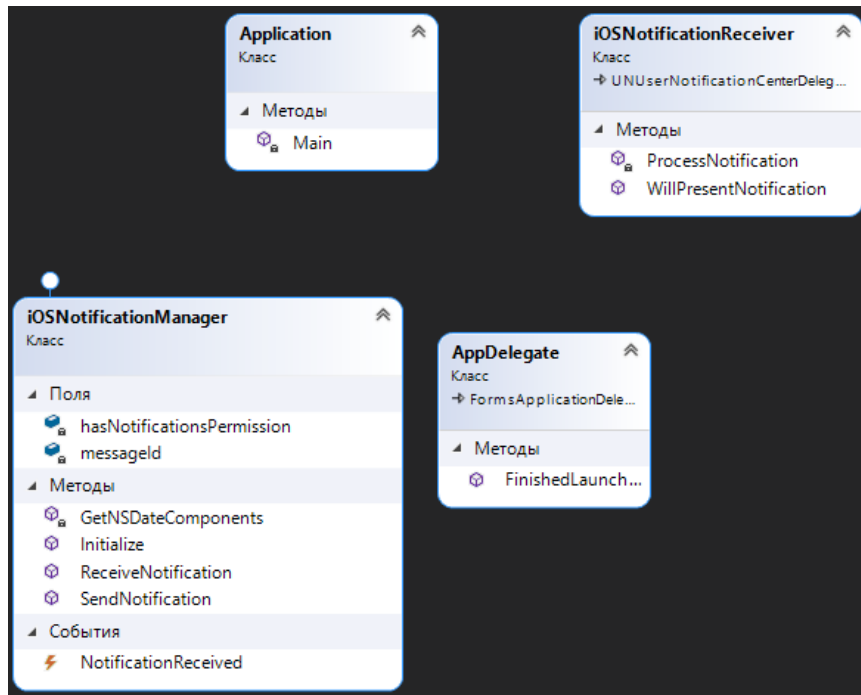 Application
Класс
Методы
Main
iOSNotificationReceiver
Класс
UNUserNotificationCenterDeleg...
Методы
ProcessNotification
WillPresentNotification
iOSNotificationManager
Класс
Поля
hasNotificationsPermission
messageId
Методы
GetNSDateComponents
Initialize
ReceiveNotification
SendNotification
События
NotificationReceived
AppDelegate
Класс
FormsApplicationDele...
Методы
FinishedLaunch...